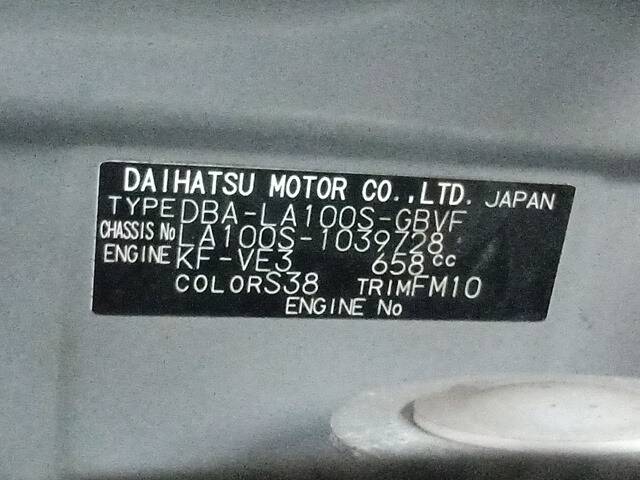 DAIHATSU MOTOR CO.,LTD. JAPAN
TYPE DBA-LA100S-GBVF
CHASSIS No LA100S-1039728
ENGINE KF-VE3 658cc
COLOR S38 TRIM FM10
ENGINE No